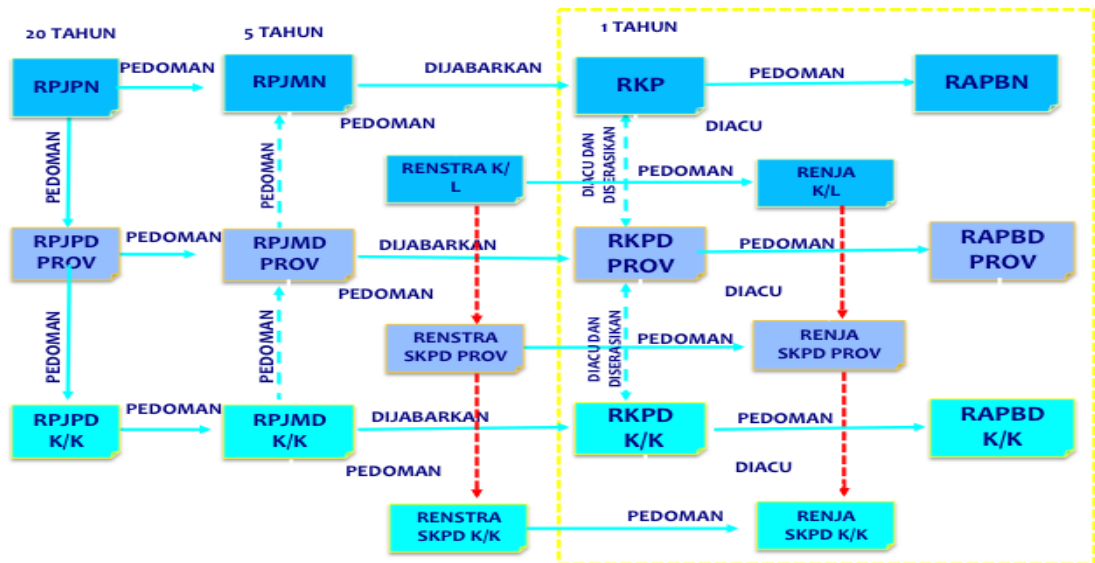 20 TAHUN
5 TAHUN
1 TAHUN
RPJPN
PEDOMAN
RPJMN
DIJABARKAN
RKP
PEDOMAN
RAPBN
PEDOMAN
PEDOMAN
PEDOMAN
DIACU DAN
DISERASIKAN
DIACU
RENSTRA K/
L
PEDOMAN
RENJA
K/L
RPJPD
PROV
PEDOMAN
RPJMD
PROV
DIJABARKAN
RKPD
PROV
PEDOMAN
RAPBD
PROV
PEDOMAN
PEDOMAN
PEDOMAN
DIACU DAN
DISERASIKAN
DIACU
RENSTRA
SKPD PROV
PEDOMAN
RENJA
SKPD PROV
RPJPD
K/K
PEDOMAN
RPJMD
K/K
DIJABARKAN
RKPD
K/K
PEDOMAN
RAPBD
K/K
PEDOMAN
DIACU
RENSTRA
SKPD K/K
PEDOMAN
RENJA
SKPD K/K